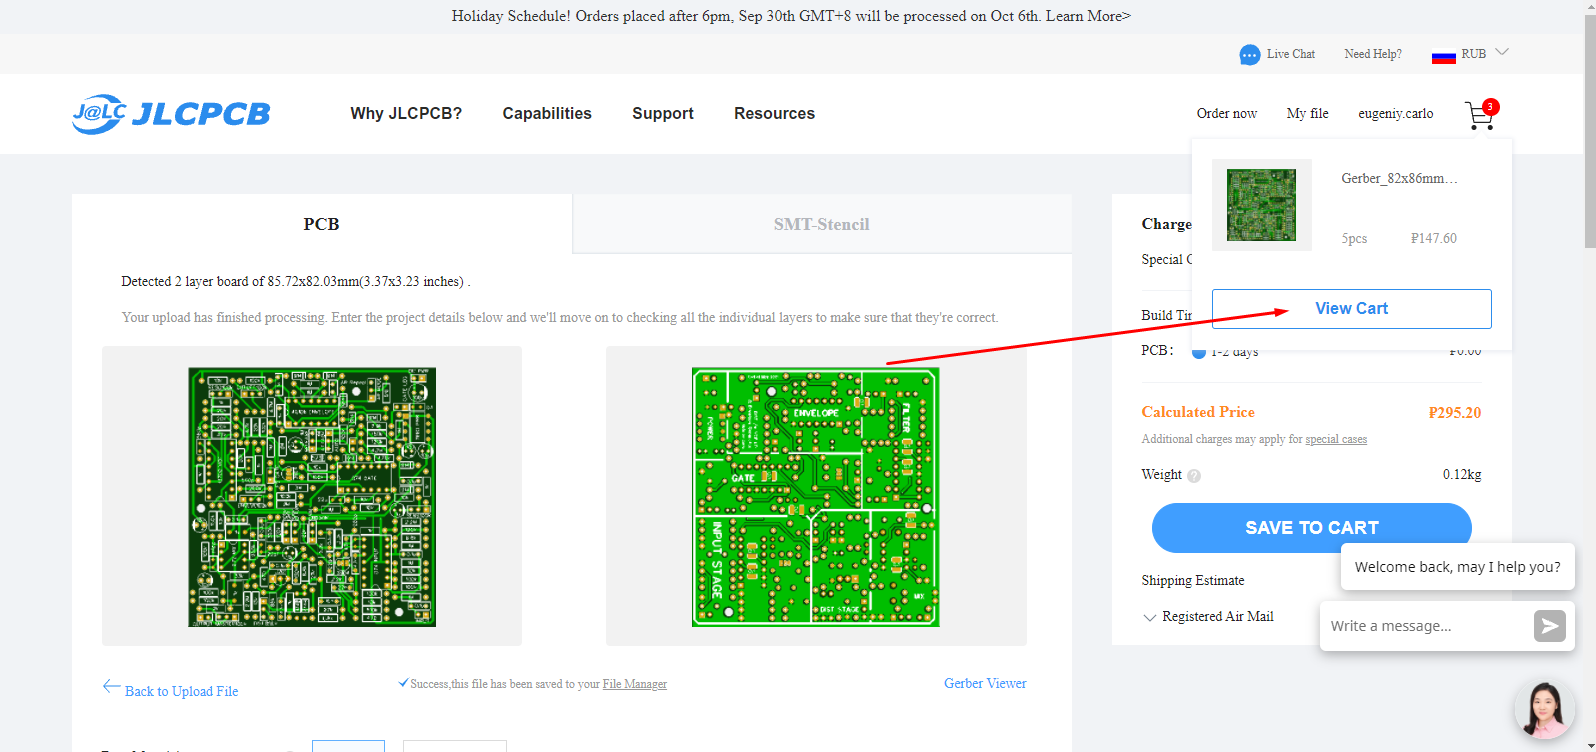 Holiday Schedule! Orders placed after 6pm, Sep 30th GMT+8 will be processed on Oct 6th. Learn More>
Live Chat Need Help? RUB
J@LC JLCPCB Why JLCPCB? Capabilities Support Resources Order now My file eugeniy.carlo 3
Gerber_82x86mm...
5pcs ₽147.60
View Cart
PCB SMT-Stencil
Detected 2 layer board of 85.72x82.03mm(3.37x3.23 inches) .
Your upload has finished processing. Enter the project details below and we'll move on to checking all the individual layers to make sure that they're correct.
POWER
ENVELOPE
FILTER
GATE
INPUT STAGE
DIST STAGE
MIX
Back to Upload File
Success,this file has been saved to your File Manager
Gerber Viewer
Charge
Special
Build
PCB: 1-2 days ₽0.00
Calculated Price ₽295.20
Additional charges may apply for special cases
Weight ? 0.12kg
SAVE TO CART
Shipping Estimate
Registered Air Mail
Welcome back, may I help you?
Write a message...